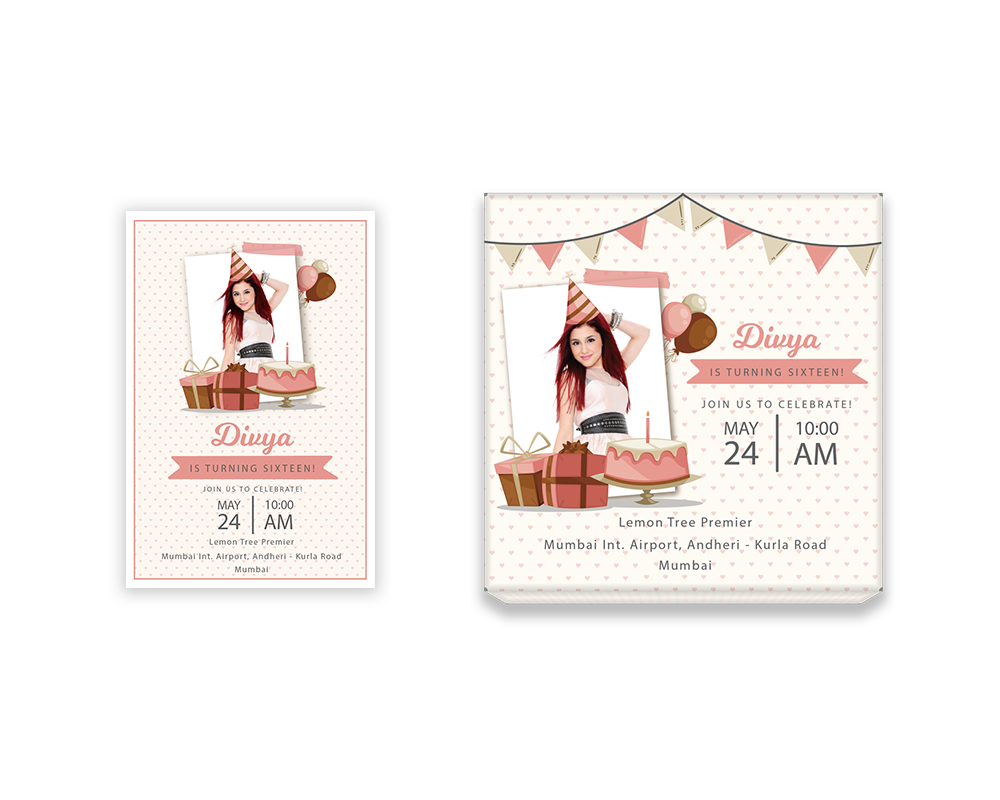 Divya
IS TURNING SIXTEEN!
JOIN US TO CELEBRATE!
MAY 24 10:00 AM
Lemon Tree Premier
Mumbai Int. Airport, Andheri - Kurla Road
Mumbai
Divya
IS TURNING SIXTEEN!
JOIN US TO CELEBRATE!
MAY 24 10:00 AM
Lemon Tree Premier
Mumbai Int. Airport, Andheri - Kurla Road
Mumbai